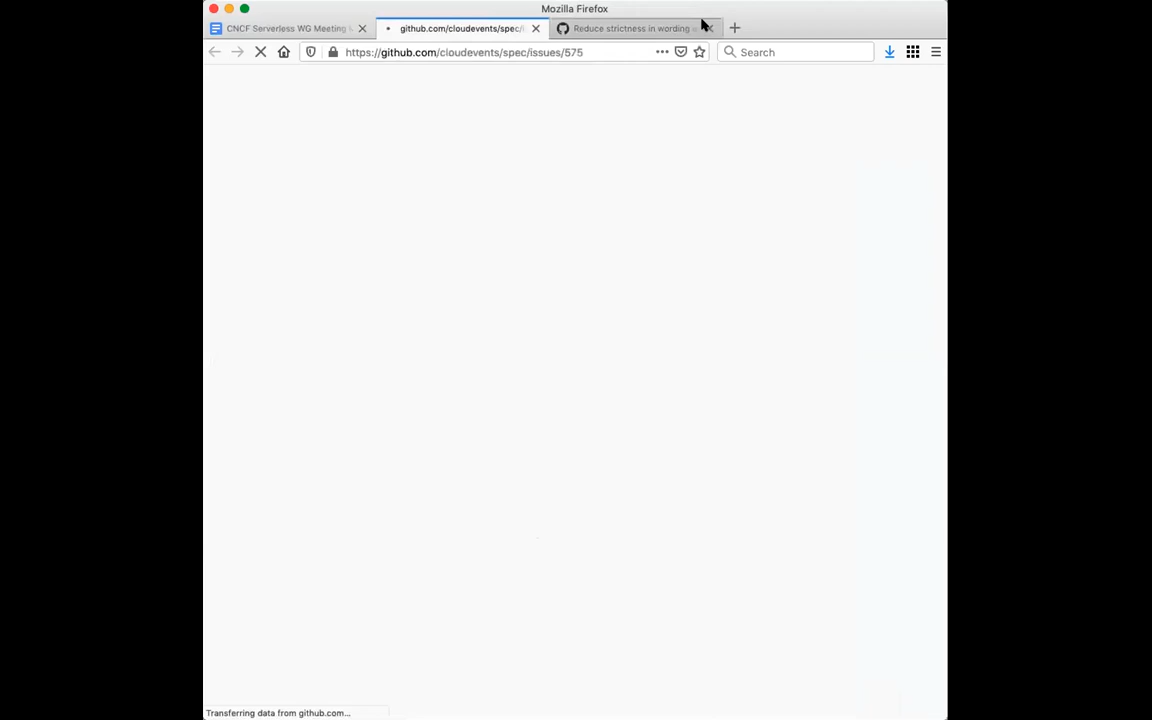 Mozilla Firefox
CNCF Serverless WG Meeting
github.com/cloudevents/spec/
Reduce strictness in wording
https://github.com/cloudevents/spec/issues/575
Search
Transferring data from github.com...